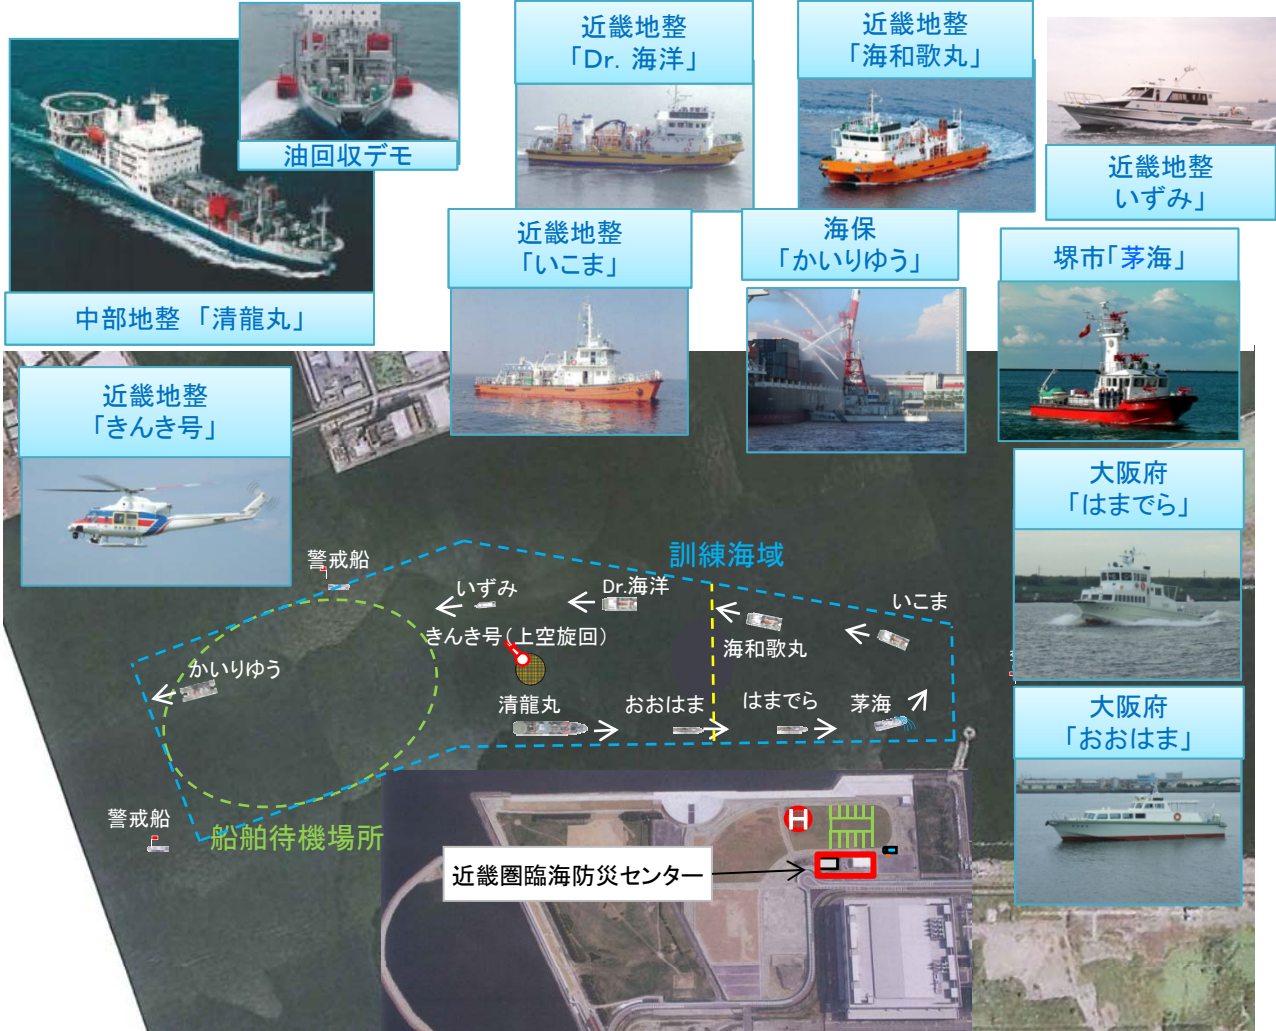 油回収デモ
中部地整 「清龍丸」
近畿地整
「Dr. 海洋」
近畿地整
「海和歌丸」
近畿地整
いずみ」
近畿地整
「いこま」
海保
「かいりゆう」
堺市「茅海」
近畿地整
「きんき号」
大阪府
「はまでら」
大阪府
「おおはま」
訓練海域
警戒船
いずみ
Dr.海洋
いこま
きんき号(上空旋回)
海和歌丸
かいりゆう
清龍丸
おおはま
はまでら
茅海
警戒船
船舶待機場所
H
近畿圏臨海防災センター